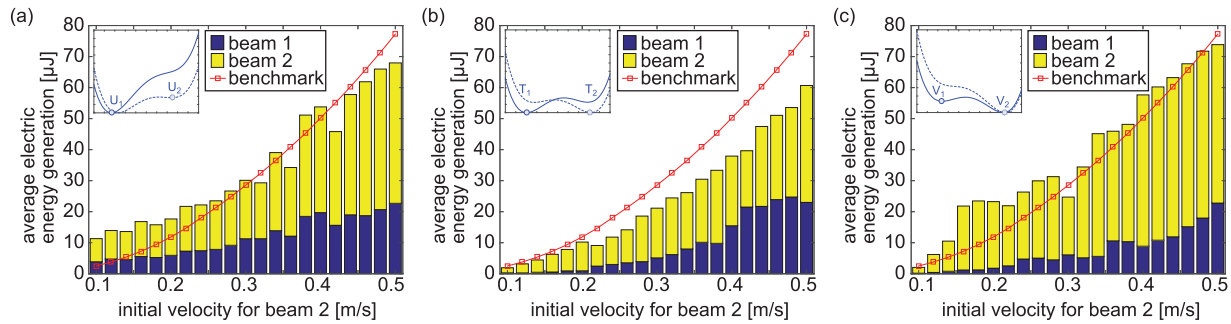 (a)
80
70
60
50
40
30
20
10
0
average electric
energy generation [µJ]
U1
U2
beam 1
beam 2
benchmark
0.1
0.2
0.3
0.4
0.5
initial velocity for beam 2 [m/s]
(b)
80
70
60
50
40
30
20
10
0
average electric
energy generation [µJ]
T1
T2
beam 1
beam 2
benchmark
0.1
0.2
0.3
0.4
0.5
initial velocity for beam 2 [m/s]
(c)
80
70
60
50
40
30
20
10
0
average electric
energy generation [µJ]
V1
V2
beam 1
beam 2
benchmark
0.1
0.2
0.3
0.4
0.5
initial velocity for beam 2 [m/s]